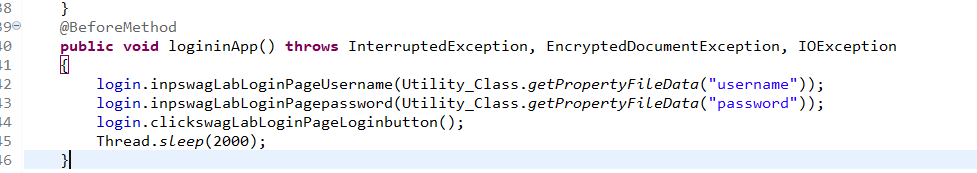 38 }
39 @BeforeMethod
40 public void logininApp() throws InterruptedException, EncryptedDocumentException, IOException
41 {
42 login.inpswagLabLoginPageUsername(Utility_Class.getPropertyFileData("username"));
43 login.inpswagLabLoginPagepassword(Utility_Class.getPropertyFileData("password"));
44 login.clickswagLabLoginPageLoginbutton();
45 Thread.sleep(2000);
46 }